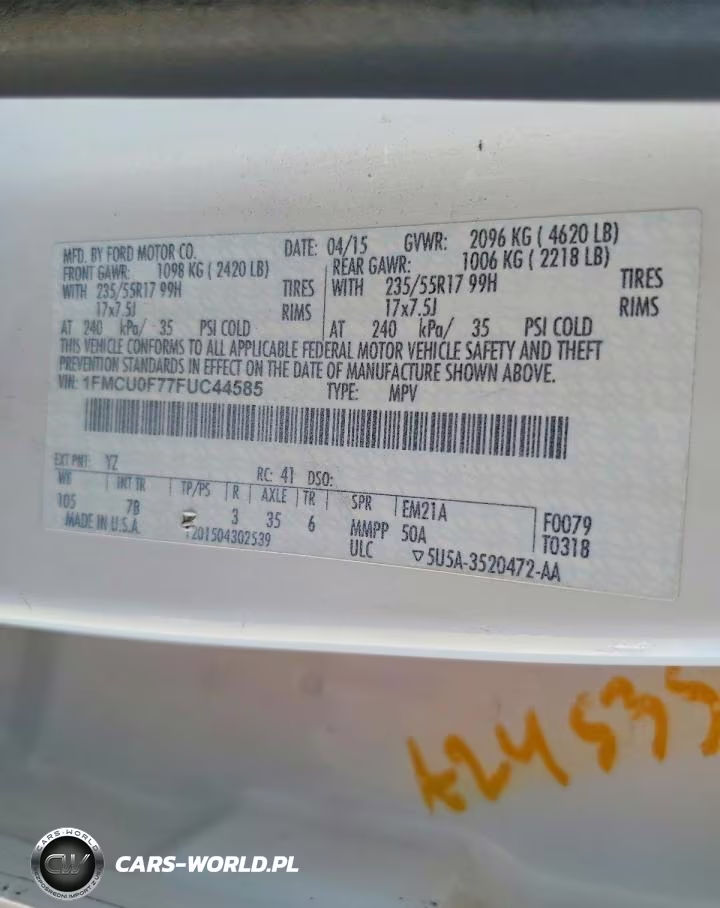 MFD. BY FORD MOTOR CO.
DATE: 04/15 GVWR: 2096 KG ( 4620 LB)
FRONT GAWR: 1098 KG ( 2420 LB) REAR GAWR: 1006 KG ( 2218 LB)
WITH 235/55R17 99H TIRES WITH 235/55R17 99H TIRES
17x7.5J RIMS 17x7.5J RIMS
AT 240 kPa/ 35 PSI COLD AT 240 kPa/ 35 PSI COLD
THIS VEHICLE CONFORMS TO ALL APPLICABLE FEDERAL MOTOR VEHICLE SAFETY AND THEFT
PREVENTION STANDARDS IN EFFECT ON THE DATE OF MANUFACTURE SHOWN ABOVE.
VIN: 1FMCU0F77FUC44585 TYPE: MPV
EXT PNT: YZ RC: 41 DSO:
WB INT TR TP/PS R AXLE TR SPR EM21A F0079
105 7B 3 35 6 MMPP 50A T0318
MADE IN U.S.A. 201504302539 ULC ▽5U5A-3520472-AA
CARS-WORLD
CW
CARS-WORLD.PL